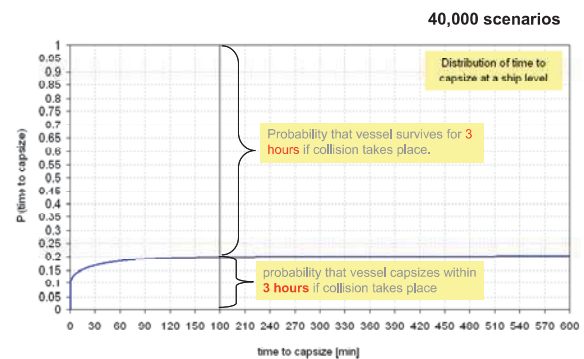 40,000 scenarios
Distribution of time to
capsize at a ship level
1
0.95
0.9
0.85
0.8
0.75
0.7
0.65
0.6
0.55
0.5
0.45
0.4
0.35
0.3
0.25
0.2
0.15
0.1
0.05
0
P (time to capsize)
Probability that vessel survives for 3
hours if collision takes place.
probability that vessel capsizes within
3 hours if collision takes place
0 30 60 90 120 150 180 210 240 270 300 330 360 390 420 450 480 510 540 570 600
time to capsize [min]